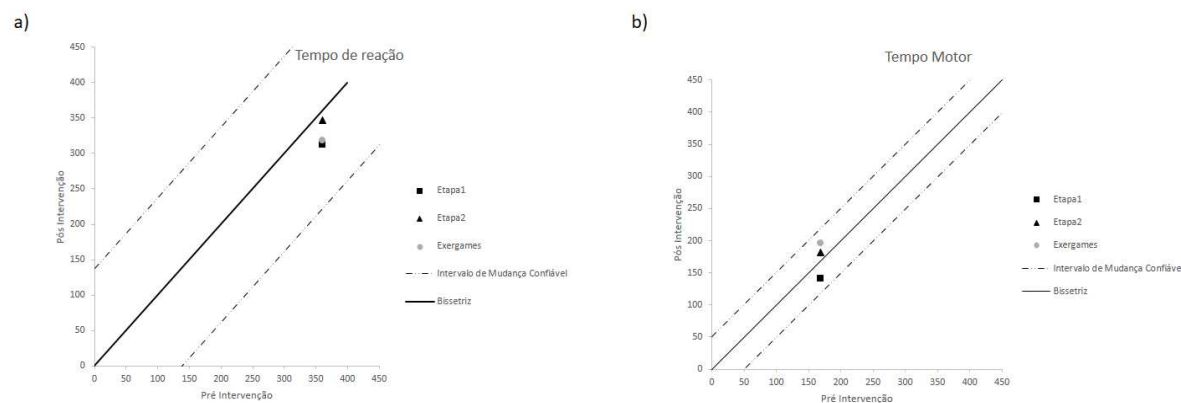 a)
Tempo de reação
450
400
350
300
250
200
150
100
50
0
Pós Intervenção
0 50 100 150 200 250 300 350 400 450
Pré Intervenção
Etapa1
Etapa2
Exergames
Intervalo de Mudança Confiável
Bissetriz
b)
Tempo Motor
450
400
350
300
250
200
150
100
50
0
Pós Intervenção
0 50 100 150 200 250 300 350 400 450
Pré Intervenção
Etapa1
Etapa2
Exergames
Intervalo de Mudança Confiável
Bissetriz